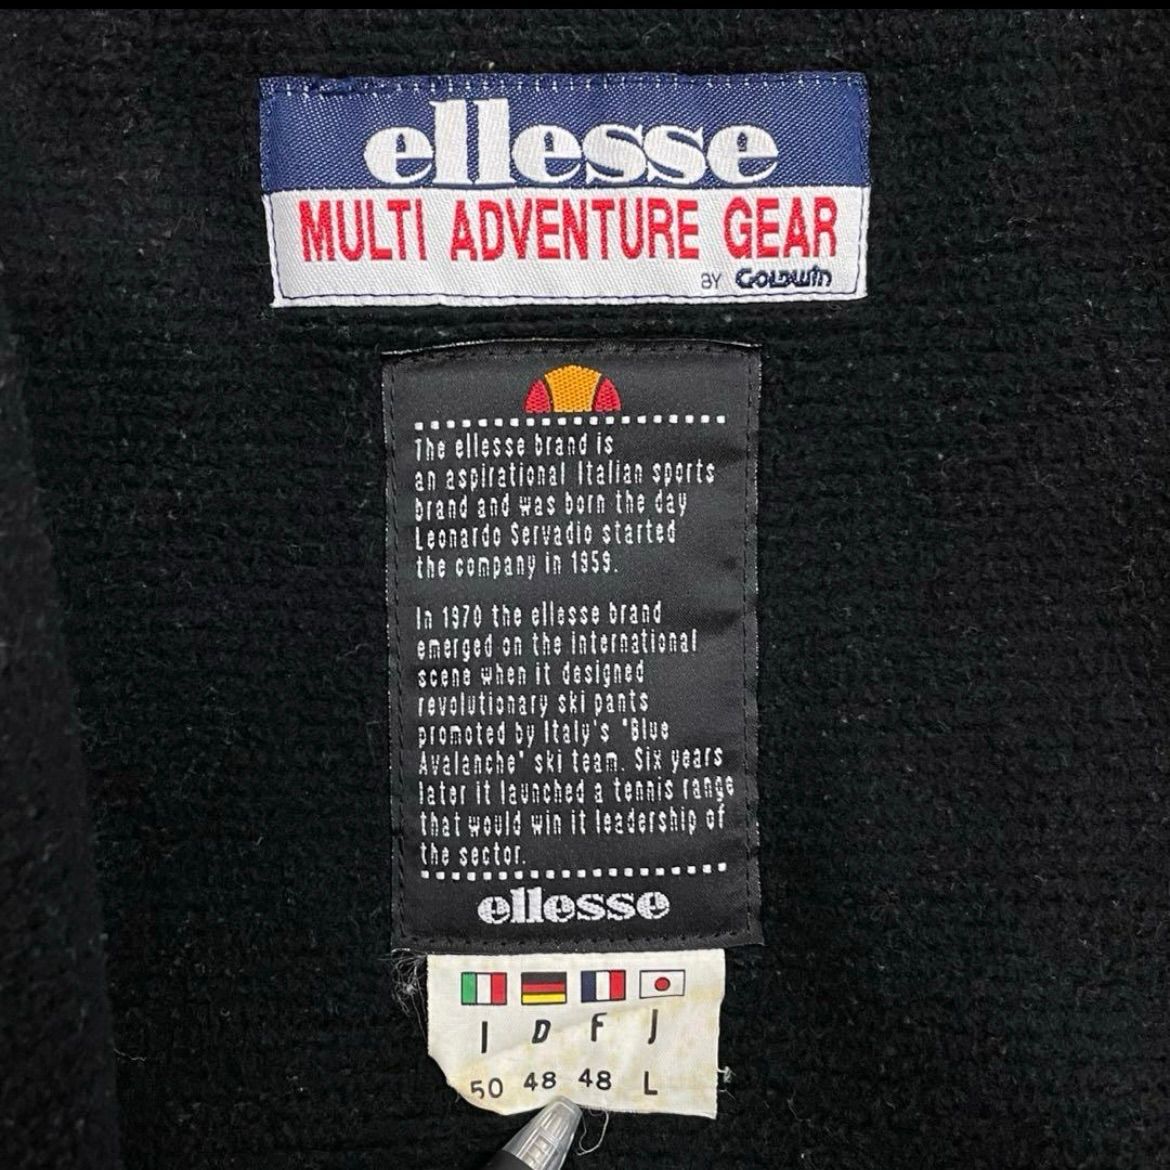 ellesse
MULTI ADVENTURE GEAR
BY GOLDWIN
The ellesse brand is
an aspirational Italian sports
brand and was born the day
Leonardo Servadio started
the company in 1959.
In 1970 the ellesse brand
emerged on the international
scene when it designed
revolutionary ski pants
promoted by Italy's "Blue
Avalanche" ski team. Six years
later it launched a tennis range
that would win it leadership of
the sector.
ellesse
I D F J
50 48 48 L